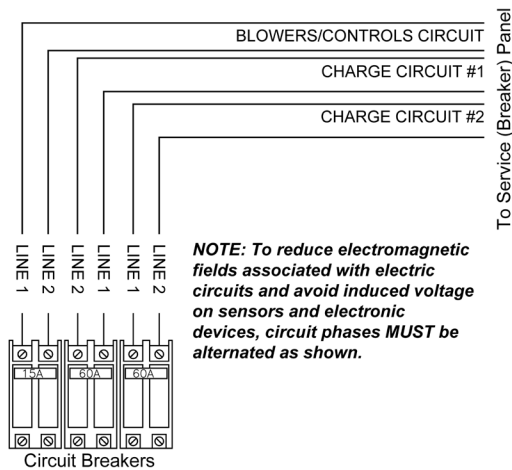 BLOWERS/CONTROLS CIRCUIT
CHARGE CIRCUIT #1
CHARGE CIRCUIT #2
To Service (Breaker) Panel
LINE 1
LINE 2
LINE 2
LINE 1
LINE 1
LINE 2
NOTE: To reduce electromagnetic
fields associated with electric
circuits and avoid induced voltage
on sensors and electronic
devices, circuit phases MUST be
alternated as shown.
15A
60A
60A
Circuit Breakers